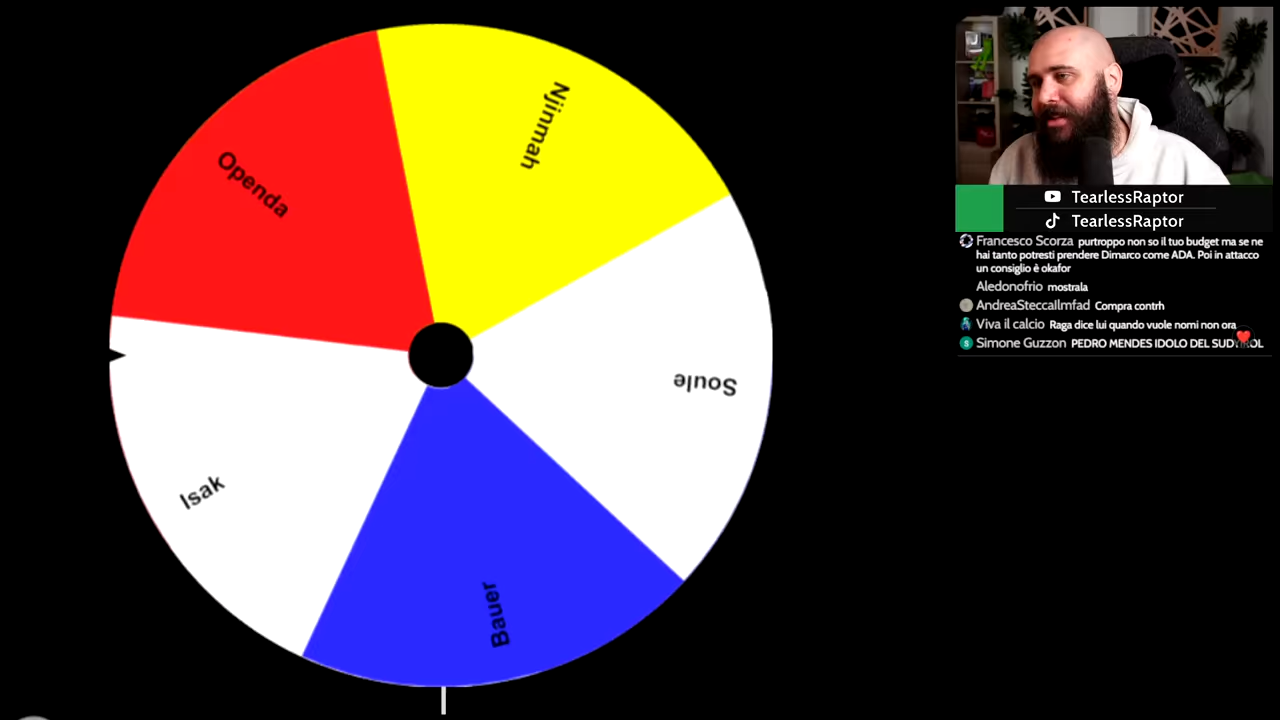 Njinmah
Openda
Soule
Isak
Bauer
TearlessRaptor
TearlessRaptor
Francesco Scorza purtroppo non so il tuo budget ma se ne
hai tanto potresti prendere Dimarco come ADA. Poi in attacco
un consiglio è okafor
Aledonofrio mostrala
AndreaSteccaIlmfad Compra contrh
Viva il calcio Raga dice lui quando vuole nomi non ora
S Simone Guzzon PEDRO MENDES IDOLO DEL SUDTIROL